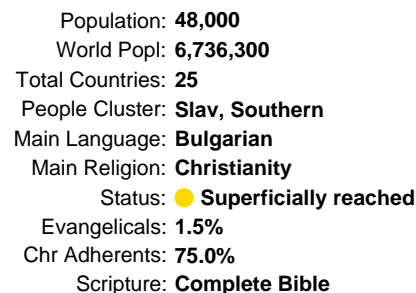 Population: 48,000
World Popl: 6,736,300
Total Countries: 25
People Cluster: Slav, Southern
Main Language: Bulgarian
Main Religion: Christianity
Status: Superficially reached
Evangelicals: 1.5%
Chr Adherents: 75.0%
Scripture: Complete Bible